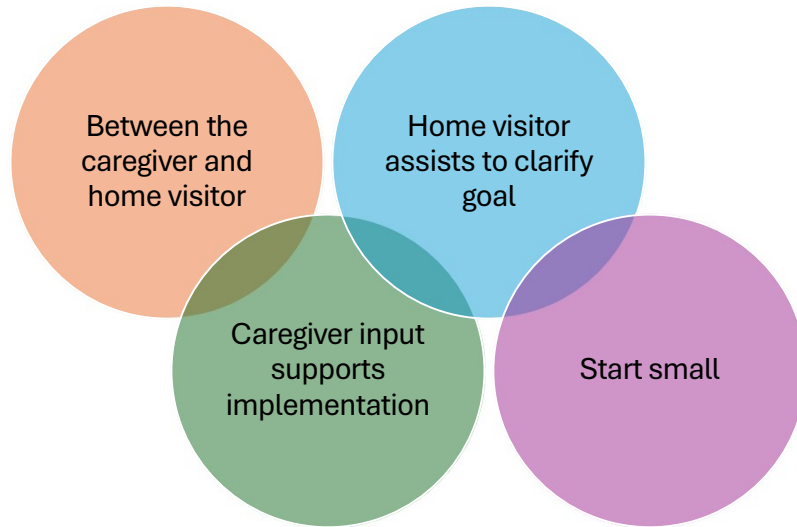 Between the
caregiver and
home visitor
Home visitor
assists to clarify
goal
Caregiver input
supports
implementation
Start small